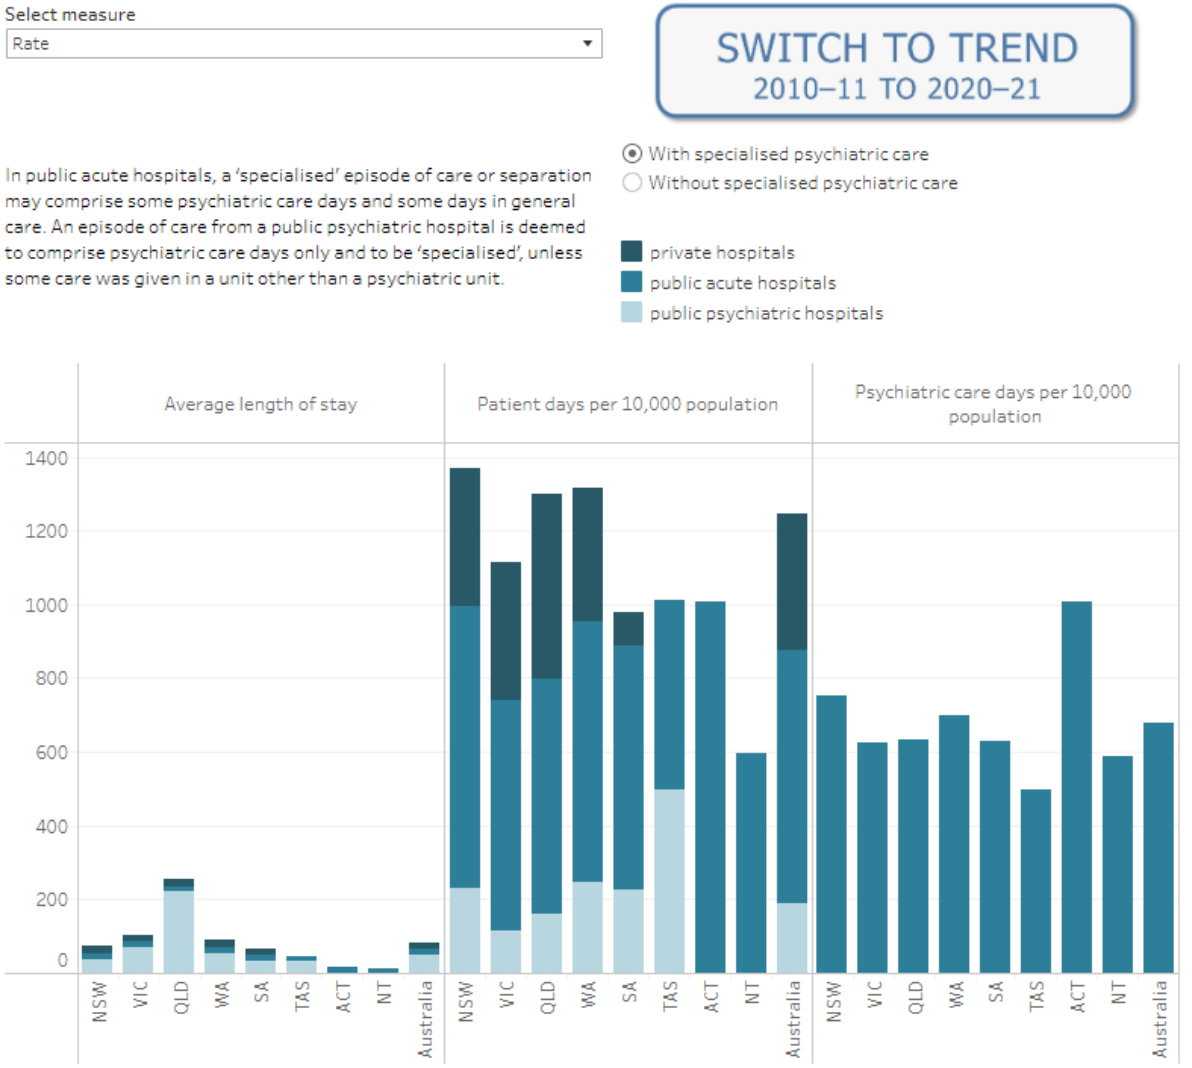 Select measure
Rate
SWITCH TO TREND
2010–11 TO 2020–21
With specialised psychiatric care
Without specialised psychiatric care
In public acute hospitals, a ‘specialised’ episode of care or separation
may comprise some psychiatric care days and some days in general
care. An episode of care from a public psychiatric hospital is deemed
to comprise psychiatric care days only and to be ‘specialised’, unless
some care was given in a unit other than a psychiatric unit.
private hospitals
public acute hospitals
public psychiatric hospitals
Average length of stay
Patient days per 10,000 population
Psychiatric care days per 10,000
population
1400
1200
1000
800
600
400
200
0
NSW
VIC
QLD
WA
SA
TAS
ACT
NT
Australia
NSW
VIC
QLD
WA
SA
TAS
ACT
NT
Australia
NSW
VIC
QLD
WA
SA
TAS
ACT
NT
Australia